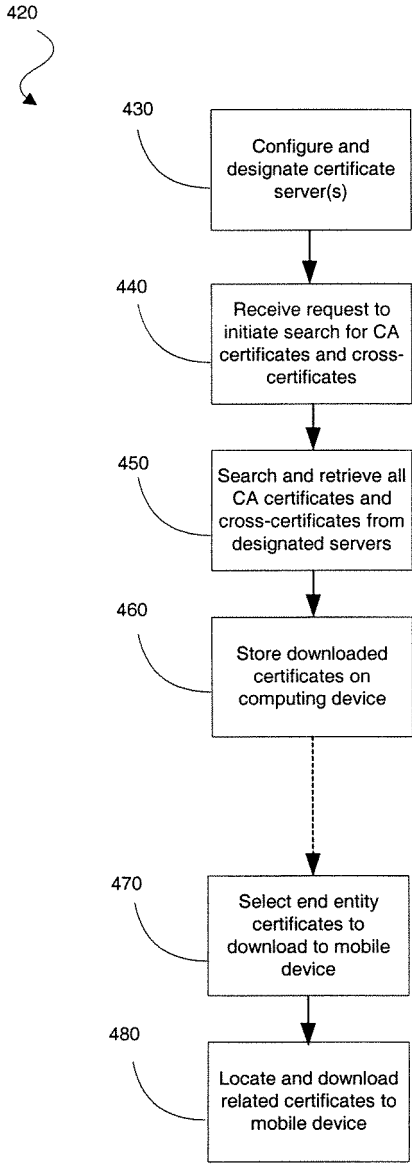 420
430
Configure and
designate certificate
server(s)
440
Receive request to
initiate search for CA
certificates and cross-
certificates
450
Search and retrieve all
CA certificates and
cross-certificates from
designated servers
460
Store downloaded
certificates on
computing device
470
Select end entity
certificates to
download to mobile
device
480
Locate and download
related certificates to
mobile device